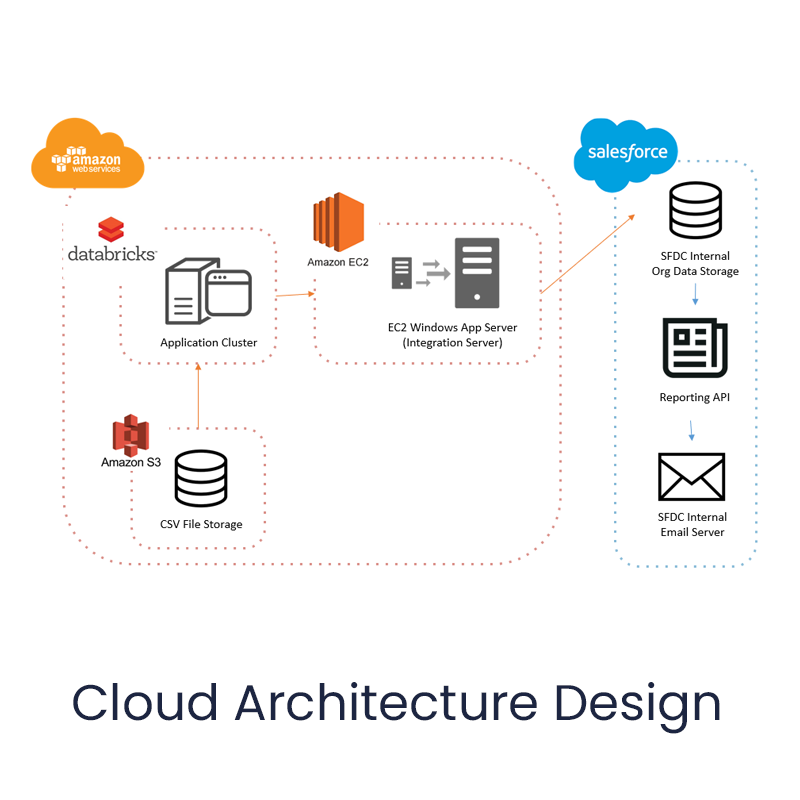 amazon
web services
salesforce
databricks
Amazon EC2
SFDC Internal
Org Data Storage
Application Cluster
EC2 Windows App Server
(Integration Server)
Reporting API
Amazon S3
CSV File Storage
SFDC Internal
Email Server
Cloud Architecture Design